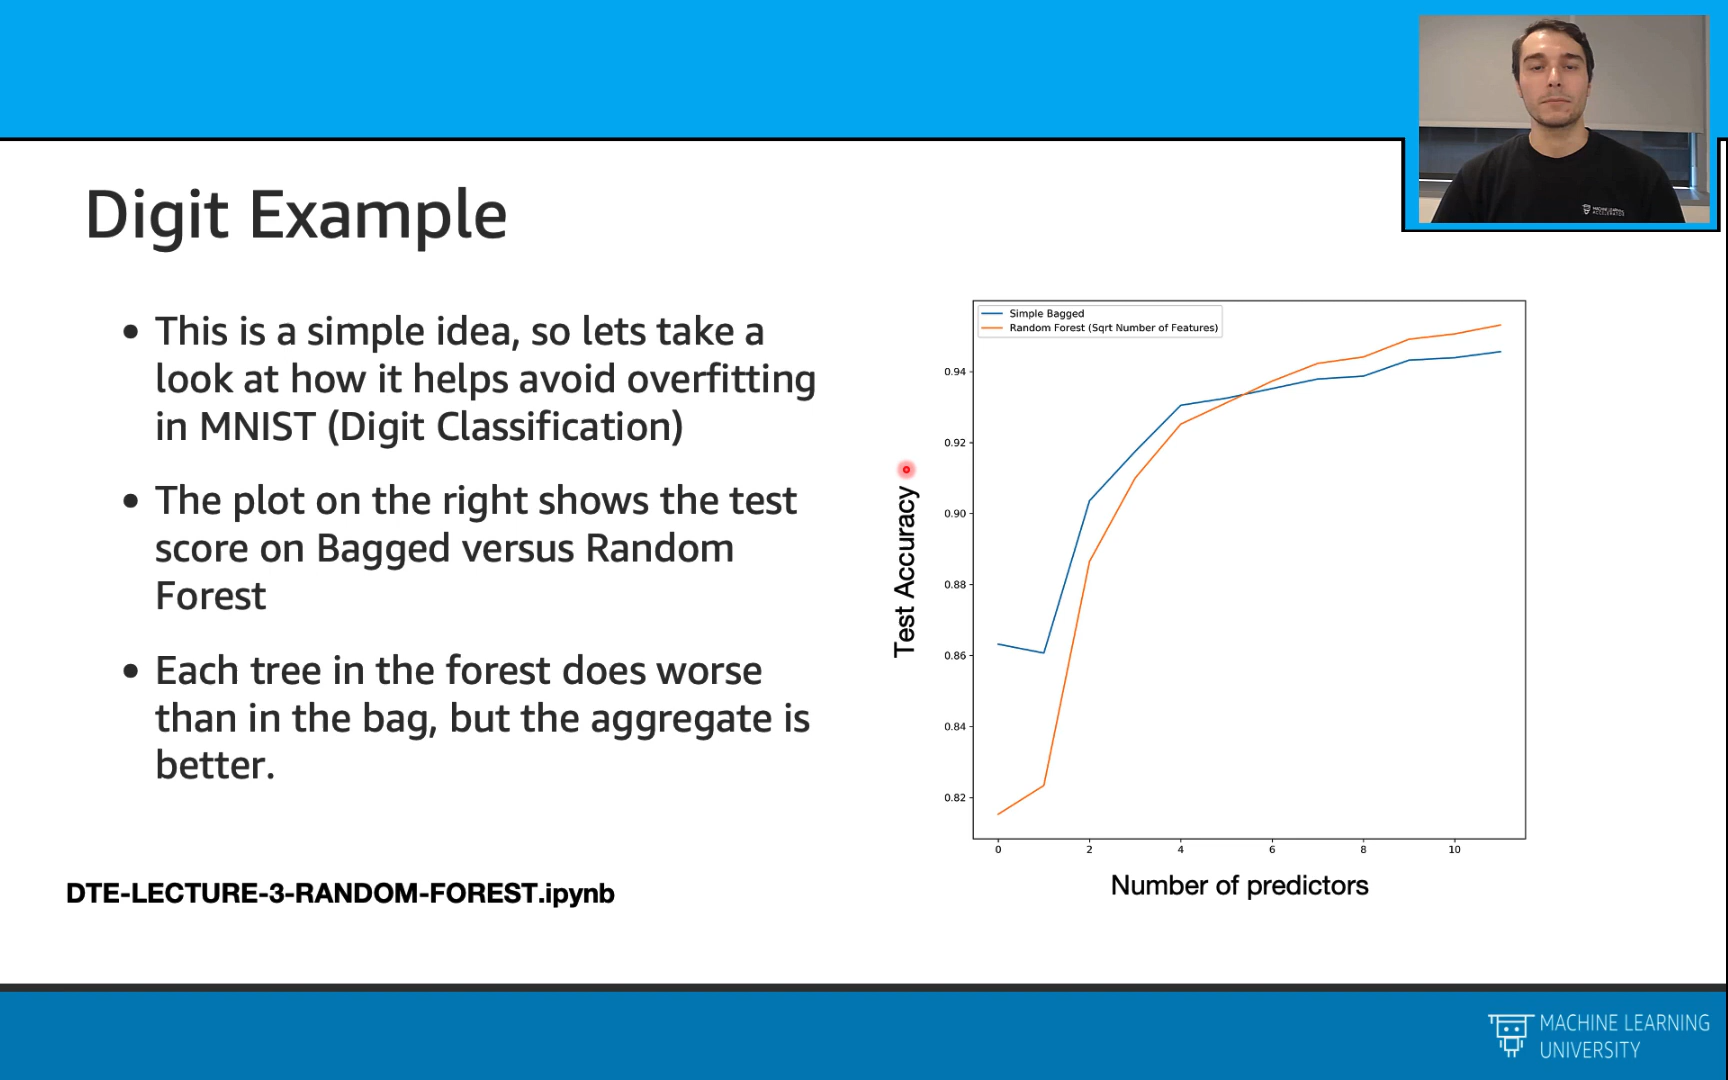 Digit Example
• This is a simple idea, so lets take a
look at how it helps avoid overfitting
in MNIST (Digit Classification)
• The plot on the right shows the test
score on Bagged versus Random
Forest
• Each tree in the forest does worse
than in the bag, but the aggregate is
better.
DTE-LECTURE-3-RANDOM-FOREST.ipynb
Simple Bagged
Random Forest (Sqrt Number of Features)
Test Accuracy
0.94
0.92
0.90
0.88
0.86
0.84
0.82
0 2 4 6 8 10
Number of predictors
MACHINE LEARNING
UNIVERSITY